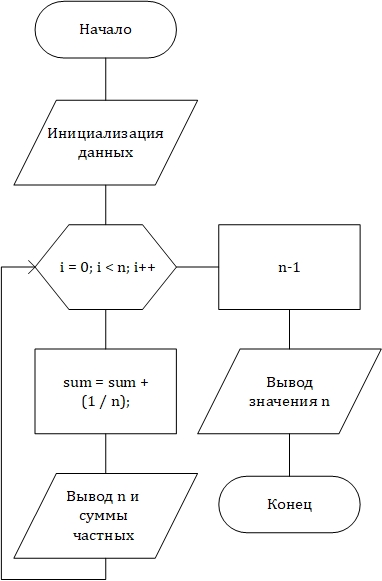 Начало
Инициализация
данных
i = 0; i < n; i++
n-1
sum = sum +
(1 / n);
Вывод
значения n
Вывод n и
суммы
частных
Конец